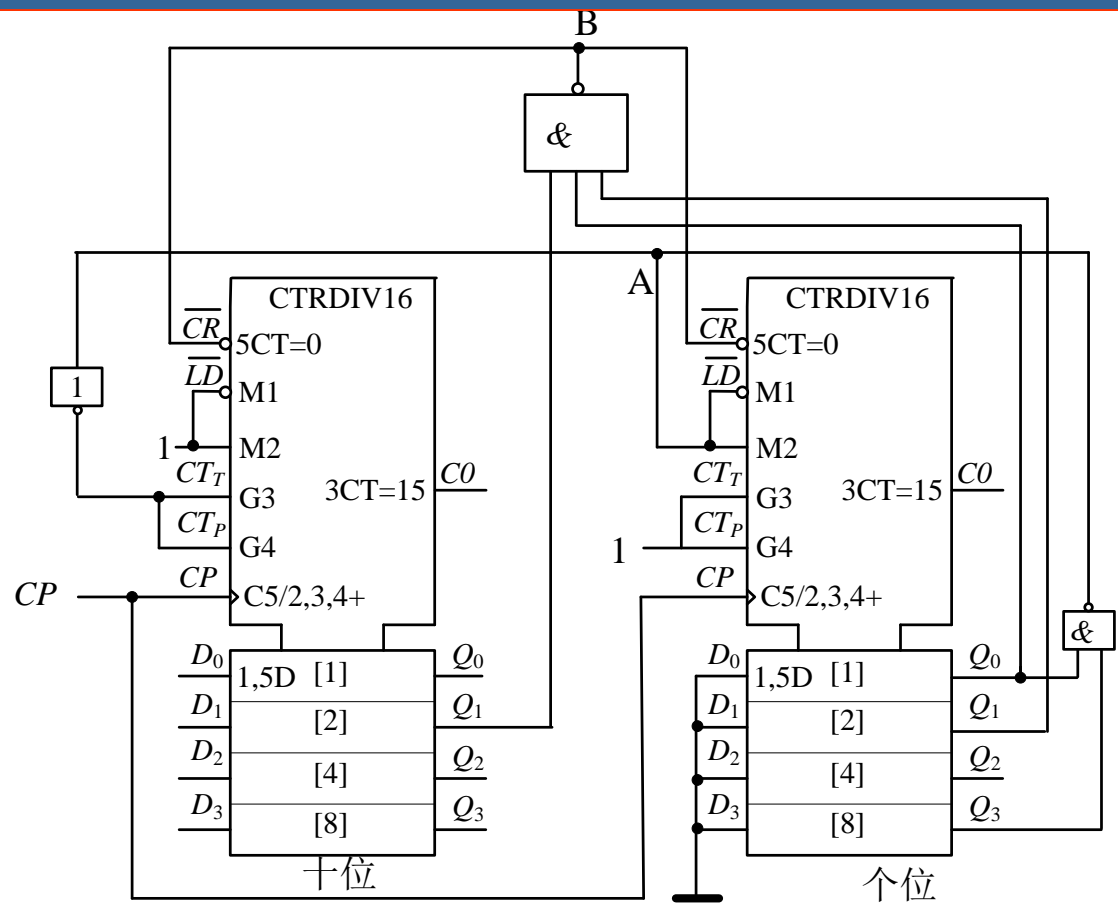 B
&
A
CTRDIV16
CR
5CT=0
LD
M1
1
M2
CT_T
G3
3CT=15
C0
CT_P
G4
CP
CP
C5/2,3,4+
1
D0
1,5D [1]
Q0
D1
[2]
Q1
D2
[4]
Q2
D3
[8]
Q3
十位
CTRDIV16
CR
5CT=0
LD
M1
M2
CT_T
G3
3CT=15
C0
CT_P
1
G4
CP
C5/2,3,4+
&
D0
1,5D [1]
Q0
D1
[2]
Q1
D2
[4]
Q2
D3
[8]
Q3
个位